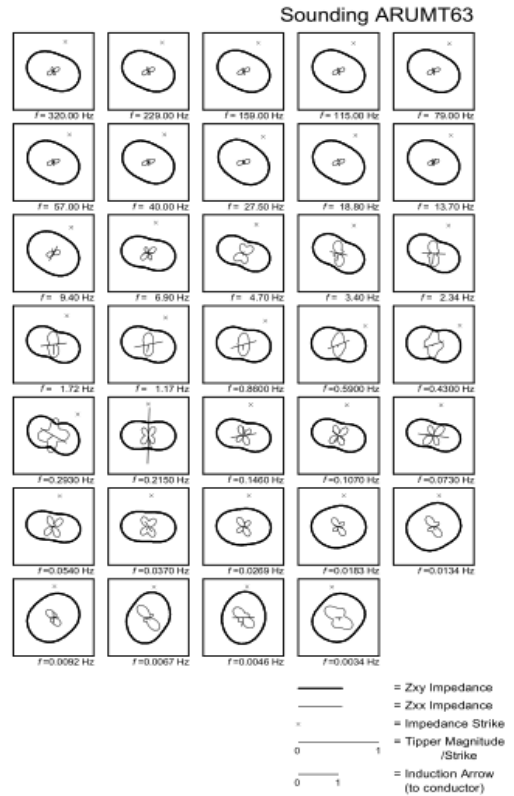 Sounding ARUMT63
f = 320.00 Hz f = 229.00 Hz f = 159.00 Hz f = 115.00 Hz f = 79.00 Hz
f = 57.00 Hz f = 40.00 Hz f = 27.50 Hz f = 18.80 Hz f = 13.70 Hz
f = 9.40 Hz f = 6.90 Hz f = 4.70 Hz f = 3.40 Hz f = 2.34 Hz
f = 1.72 Hz f = 1.17 Hz f =0.8600 Hz f =0.5900 Hz f =0.4300 Hz
f =0.2930 Hz f =0.2150 Hz f =0.1460 Hz f =0.1070 Hz f =0.0730 Hz
f =0.0540 Hz f =0.0370 Hz f =0.0269 Hz f =0.0183 Hz f =0.0134 Hz
f =0.0092 Hz f =0.0067 Hz f =0.0046 Hz f =0.0034 Hz
= Zxy Impedance
= Zxx Impedance
× = Impedance Strike
= Tipper Magnitude
0 1 /Strike
= Induction Arrow
0 1 (to conductor)